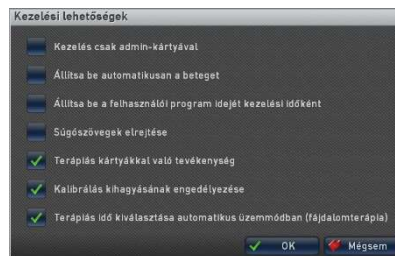 Kezelési lehetőségek
Kezelés csak admin-kártyával
Állítsa be automatikusan a beteget
Állítsa be a felhasználói program idejét kezelési időként
Súgószövegek elrejtése
Terápiás kártyákkal való tevékenység
Kalibrálás kihagyásának engedélyezése
Terápiás idő kiválasztása automatikus üzemmódban (fájdalomterápia)
OK Mégsem